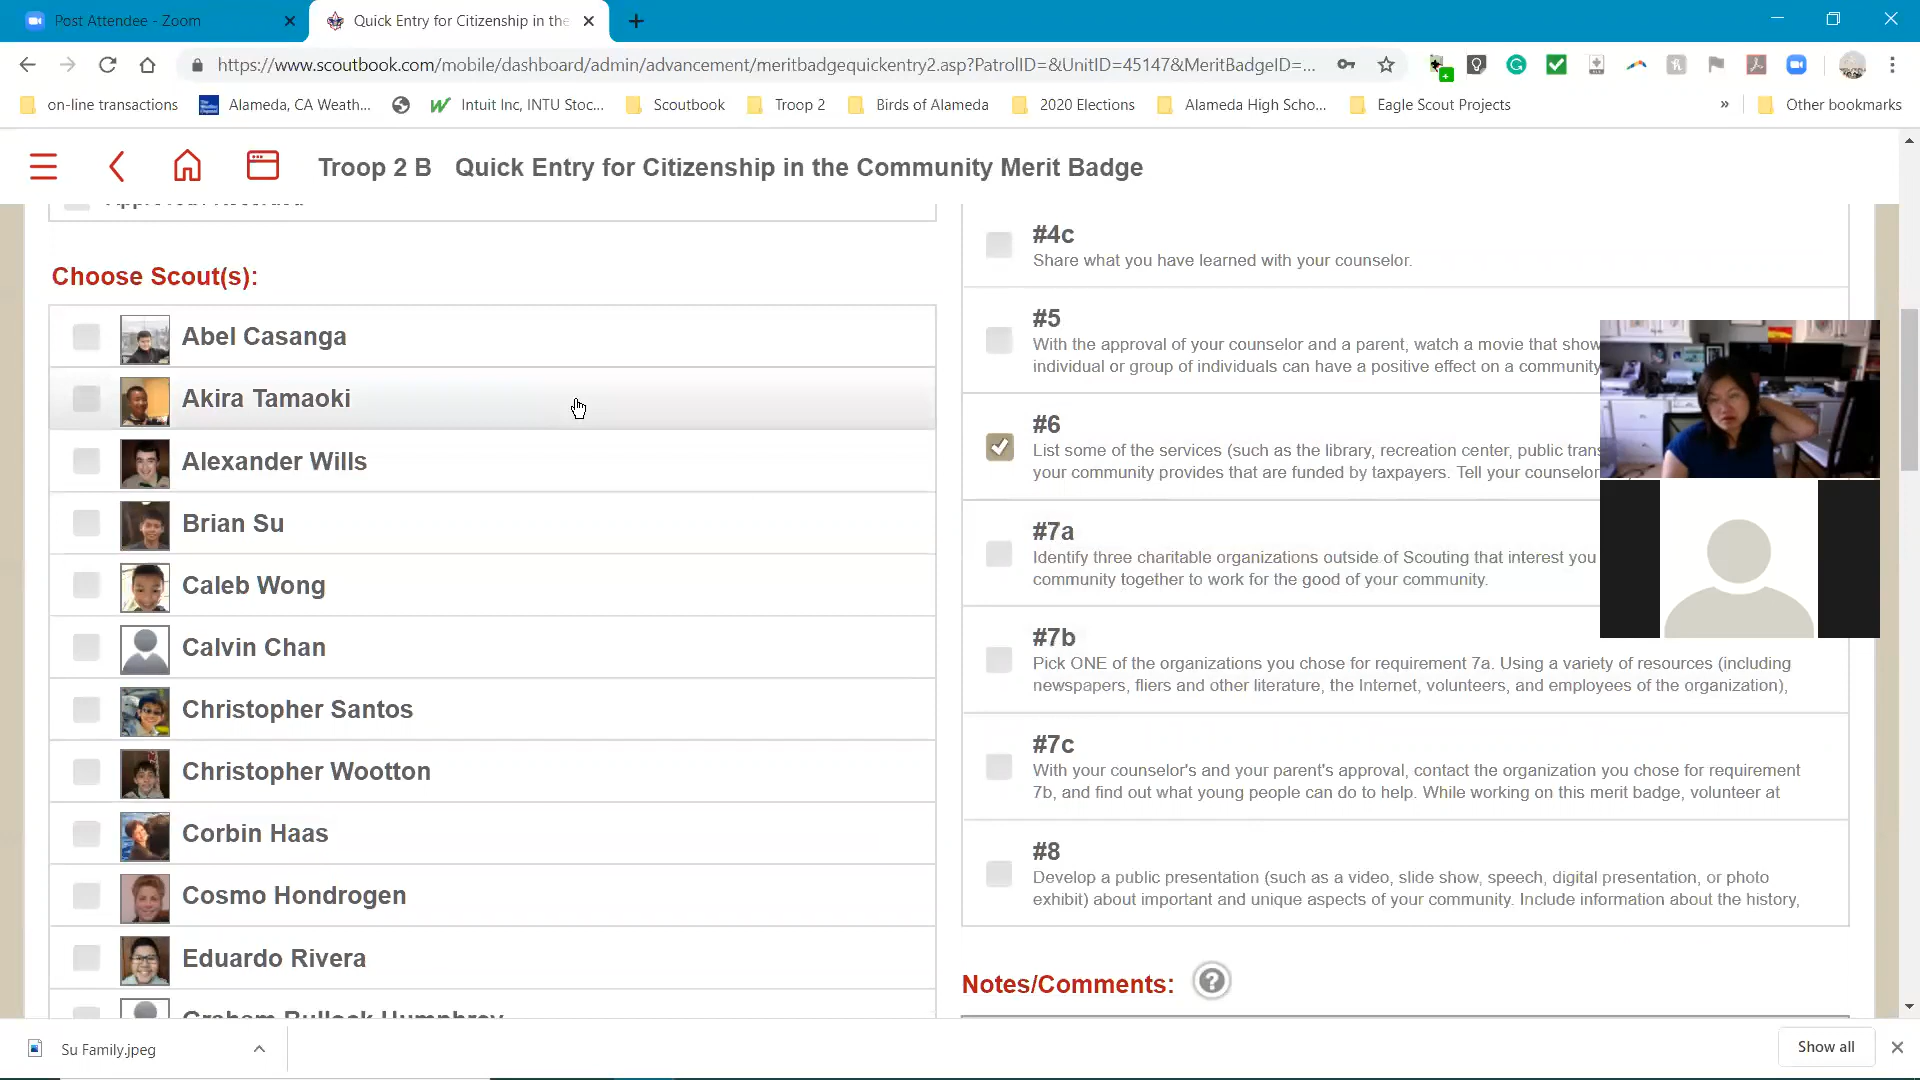 Post Attendee - Zoom
Quick Entry for Citizenship in the
https://www.scoutbook.com/mobile/dashboard/admin/advancement/meritbadgequickentry2.asp?PatrolID=&UnitID=45147&MeritBadgeID=...
on-line transactions
Alameda, CA Weath...
Intuit Inc, INTU Stoc...
Scoutbook
Troop 2
Birds of Alameda
2020 Elections
Alameda High Scho...
Eagle Scout Projects
»
Other bookmarks
Troop 2 B Quick Entry for Citizenship in the Community Merit Badge
Choose Scout(s):
Abel Casanga
Akira Tamaoki
Alexander Wills
Brian Su
Caleb Wong
Calvin Chan
Christopher Santos
Christopher Wootton
Corbin Haas
Cosmo Hondrogen
Eduardo Rivera
Graham Bullock Humphrey
#4c
Share what you have learned with your counselor.
#5
With the approval of your counselor and a parent, watch a movie that show
individual or group of individuals can have a positive effect on a community
#6
List some of the services (such as the library, recreation center, public tran
your community provides that are funded by taxpayers. Tell your counselor
#7a
Identify three charitable organizations outside of Scouting that interest you
community together to work for the good of your community.
#7b
Pick ONE of the organizations you chose for requirement 7a. Using a variety of resources (including
newspapers, fliers and other literature, the Internet, volunteers, and employees of the organization),
#7c
With your counselor's and your parent's approval, contact the organization you chose for requirement
7b, and find out what young people can do to help. While working on this merit badge, volunteer at
#8
Develop a public presentation (such as a video, slide show, speech, digital presentation, or photo
exhibit) about important and unique aspects of your community. Include information about the history,
Notes/Comments:
?
Su Family.jpeg
Show all